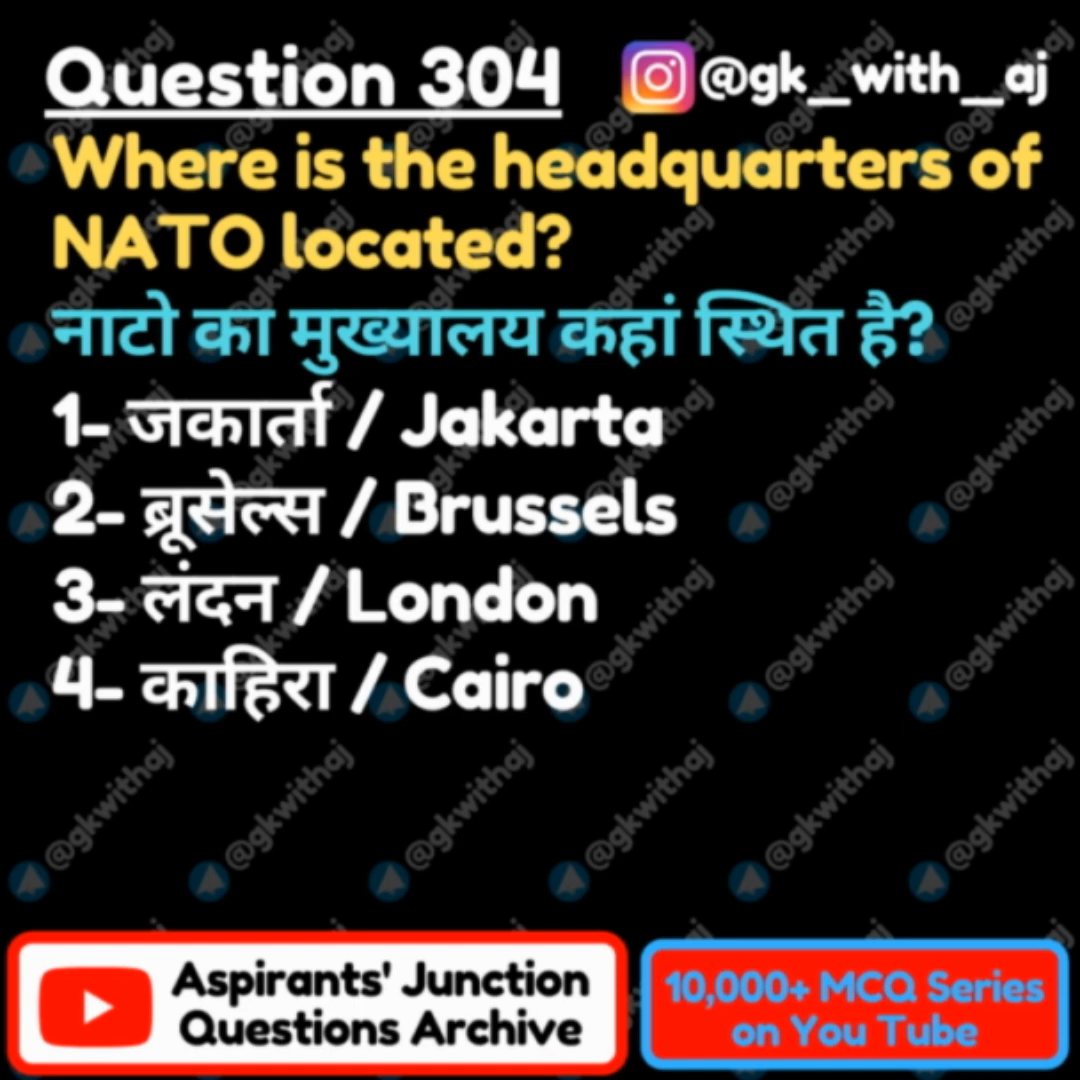 Question 304 @gk_with_aj
Where is the headquarters of
NATO located?
नाटो का मुख्यालय कहां स्थित है?
1- जकार्ता / Jakarta
2- ब्रूसेल्स / Brussels
3- लंदन / London
4- काहिरा / Cairo
@gkwithaj
Aspirants' Junction
Questions Archive
10,000+ MCQ Series
on You Tube